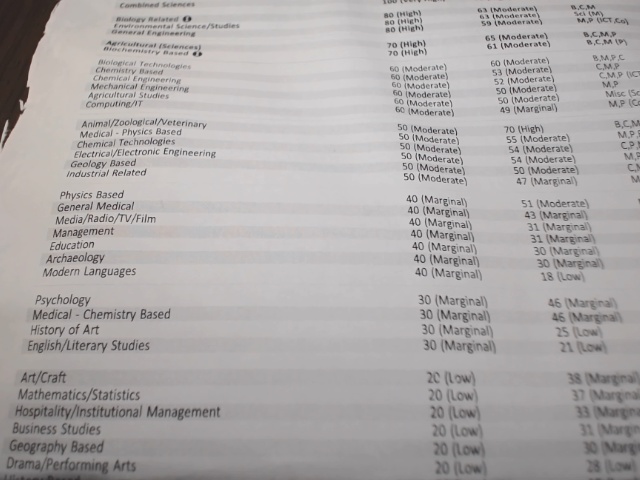 Combined Sciences 100
Biology Related 80 (High) 63 (Moderate) B,C,M
Environmental Science/Studies 80 (High) 61 (Moderate) Sci (M)
General Engineering 80 (High) 59 (Moderate) M,P (ICT,Co)
Agricultural (Sciences) 70 (High) 65 (Moderate) B,C,M,P
Biochemistry Based 70 (High) 61 (Moderate) B,C,M (P)
Biological Technologies 60 (Moderate) 60 (Moderate) B,M,P,C
Chemistry Based 60 (Moderate) 53 (Moderate) C,M,P
Chemical Engineering 60 (Moderate) 52 (Moderate) C,M,P (ICT
Mechanical Engineering 60 (Moderate) 50 (Moderate) M,P
Agricultural Studies 60 (Moderate) 50 (Moderate) Misc (Sc
Computing/IT 60 (Moderate) 49 (Marginal) M,P
Animal/Zoological/Veterinary 50 (Moderate) 70 (High) B,C,M
Medical - Physics Based 50 (Moderate) 55 (Moderate) M,P
Chemical Technologies 50 (Moderate) 54 (Moderate) C,P
Electrical/Electronic Engineering 50 (Moderate) 54 (Moderate) M,P
Geology Based 50 (Moderate) 50 (Moderate) C
Industrial Related 50 (Moderate) 47 (Marginal) M
Physics Based 40 (Marginal) 51 (Moderate)
General Medical 40 (Marginal) 43 (Marginal)
Media/Radio/TV/Film 40 (Marginal) 31 (Marginal)
Management 40 (Marginal) 31 (Marginal)
Education 40 (Marginal) 30 (Marginal)
Archaeology 40 (Marginal) 30 (Marginal)
Modern Languages 40 (Marginal) 18 (Low)
Psychology 30 (Marginal) 46 (Marginal)
Medical - Chemistry Based 30 (Marginal) 46 (Marginal)
History of Art 30 (Marginal) 25 (Low)
English/Literary Studies 30 (Marginal) 21 (Low)
Art/Craft 20 (Low) 38 (Marginal
Mathematics/Statistics 20 (Low) 37 (Marginal
Hospitality/Institutional Management 20 (Low) 33 (Marginal
Business Studies 20 (Low) 31 (Margin
Geography Based 20 (Low) 30 (Margin
Drama/Performing Arts 20 (Low) 28 (Low)